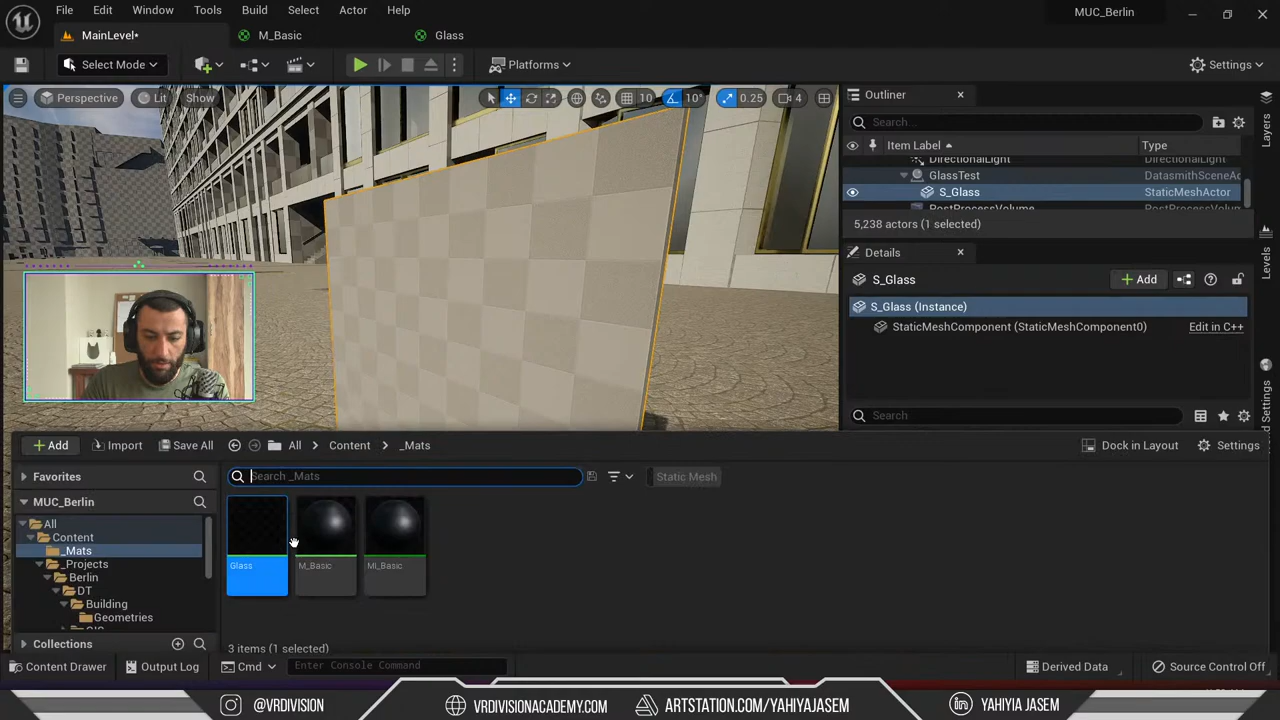 File Edit Window Tools Build Select Actor Help MUC_Berlin
MainLevel* M_Basic Glass
Select Mode Platforms Settings
Perspective Lit Show 10 10° 0.25 4
Outliner
Search...
Item Label Type
DirectionalLight DirectionalLight
GlassTest DatasmithSceneAc
S_Glass StaticMeshActor
PostProcessVolume PostProcessVolum
5,238 actors (1 selected)
Details
S_Glass Add
S_Glass (Instance)
StaticMeshComponent (StaticMeshComponent0) Edit in C++
Search
Layers
Levels
d Settings
Add Import Save All All Content _Mats Dock in Layout Settings
Favorites Search _Mats Static Mesh
MUC_Berlin
All
Content
_Mats
_Projects
Berlin
DT
Building
Geometries
Collections
Glass M_Basic MI_Basic
3 items (1 selected)
Content Drawer Output Log Cmd Enter Console Command Derived Data Source Control Off
@VRDIVISION VRDIVISIONACADEMY.COM ARTSTATION.COM/YAHIYAJASEM YAHIYIA JASEM